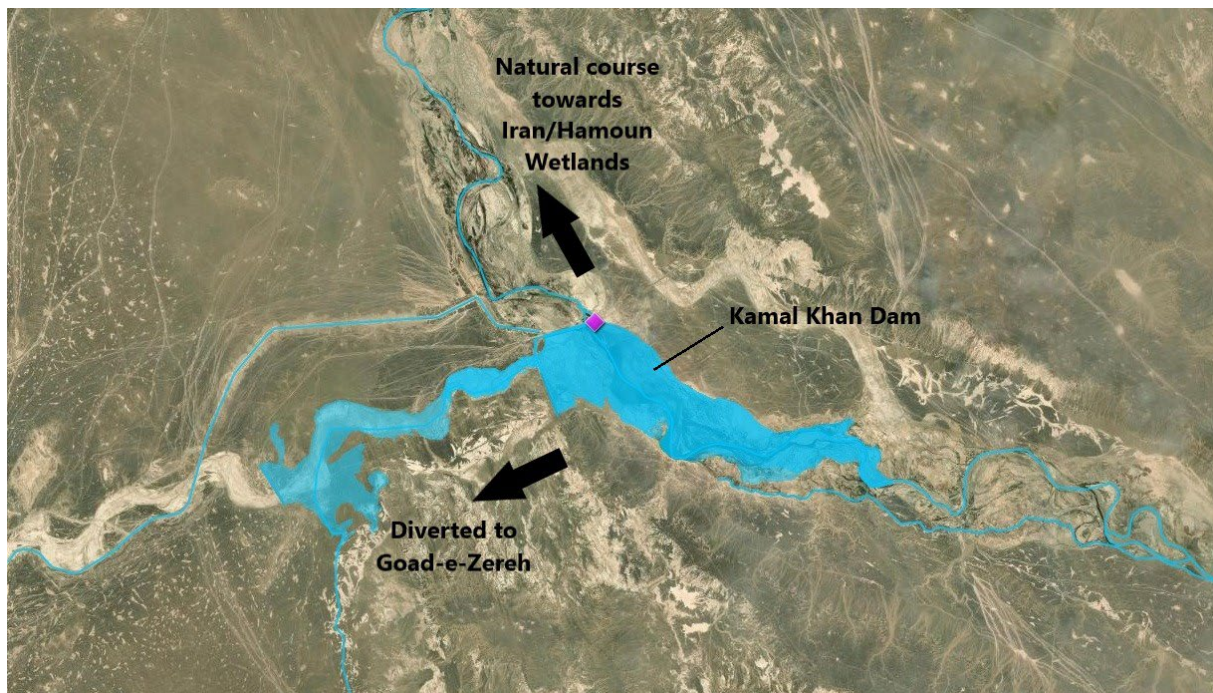 Natural course
towards
Iran/Hamoun
Wetlands
Kamal Khan Dam
Diverted to
Goad-e-Zereh